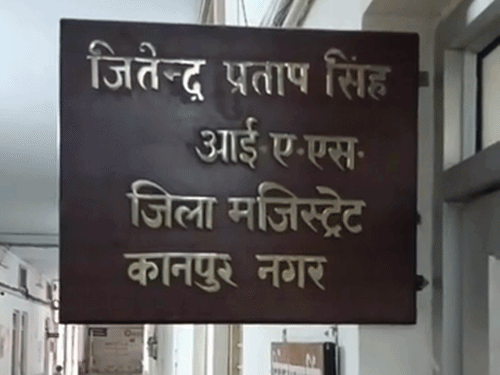 जितेन्द्र प्रताप सिंह
आई·ए·एस·
जिला मजिस्ट्रेट
कानपुर नगर